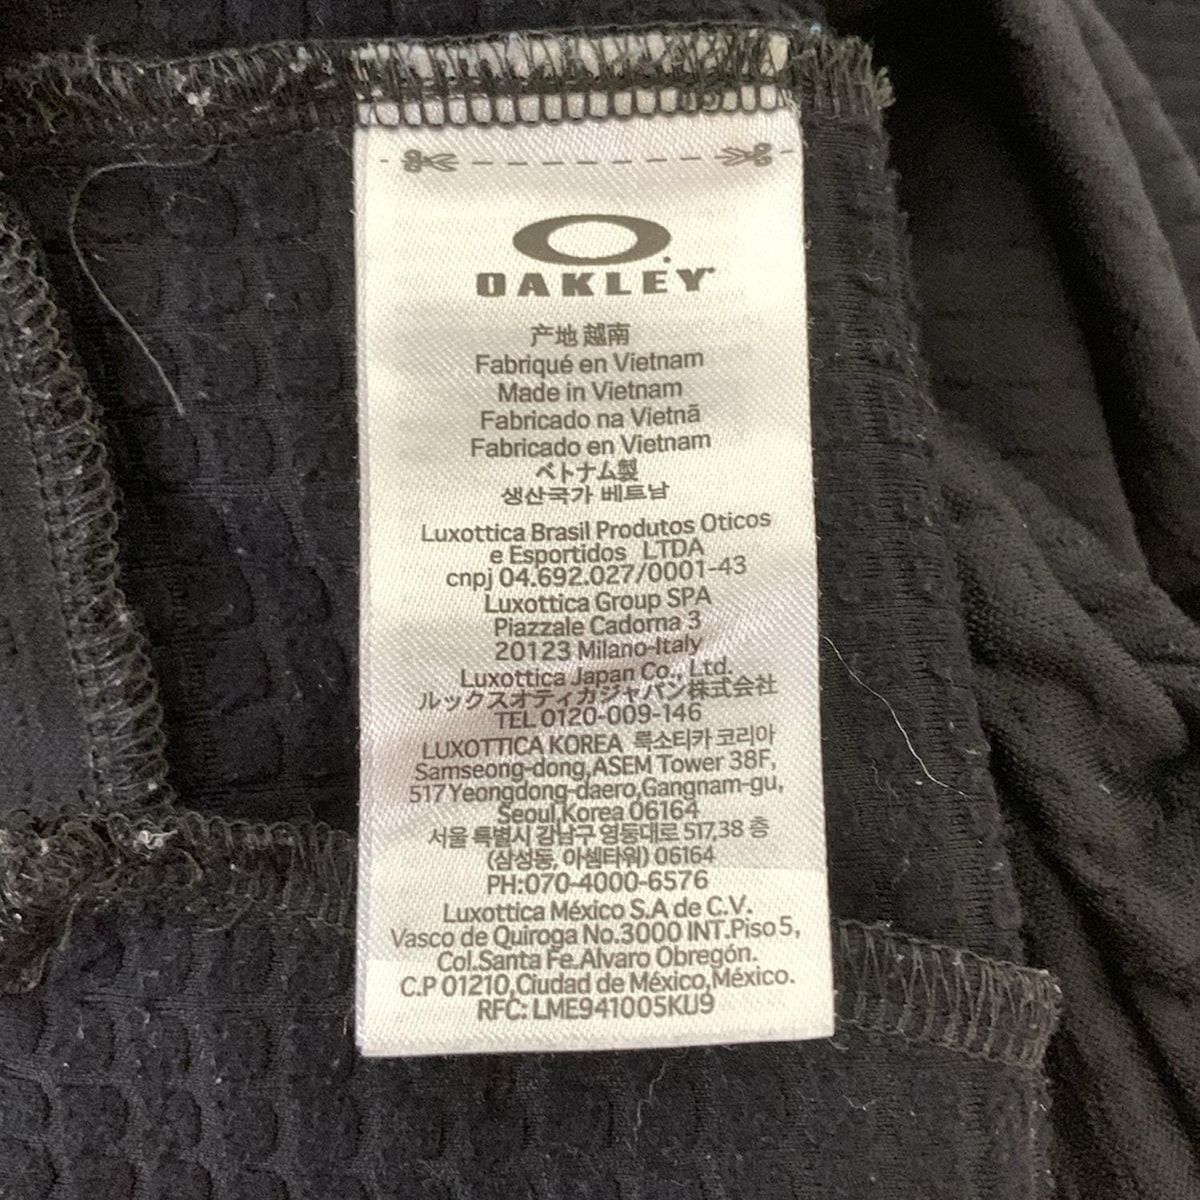 OAKLEY
产地 越南
Fabriqué en Vietnam
Made in Vietnam
Fabricado na Vietnã
Fabricado en Vietnam
ベトナム製
생산국가 베트남
Luxottica Brasil Produtos Oticos
e Esportidos LTDA
cnpj 04.692.027/0001-43
Luxottica Group SPA
Piazzale Cadorna 3
20123 Milano-Italy
Luxottica Japan Co., Ltd.
ルックスオティカジャパン株式会社
TEL 0120-009-146
LUXOTTICA KOREA 룩소티카 코리아
Samseong-dong,ASEM Tower 38F,
517 Yeongdong-daero,Gangnam-gu,
Seoul,Korea 06164
서울 특별시 강남구 영동대로 517,38 층
(삼성동, 아셈타워) 06164
PH:070-4000-6576
Luxottica México S.A de C.V.
Vasco de Quiroga No.3000 INT.Piso 5,
Col.Santa Fe.Alvaro Obregón.
C.P 01210,Ciudad de México,México.
RFC: LME941005KU9